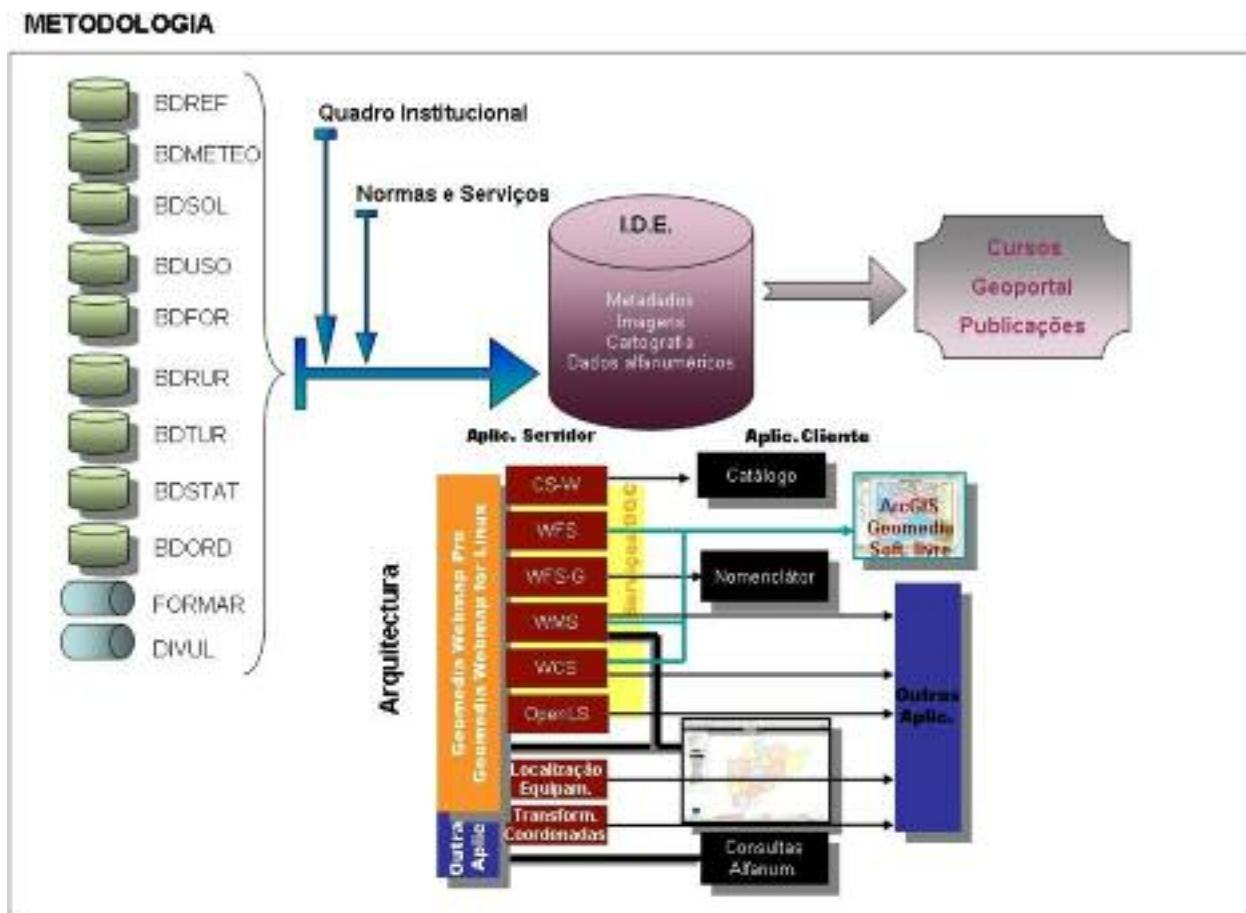 METODOLOGIA
BDREF
BDMETEO
BDSOL
BDUSO
BDFOR
BDRUR
BDTUR
BDSTAT
BDORD
FORMAR
DIVUL
Quadro Institucional
Normas e Serviços
I.D.E.
Metadados
Imagens
Cartografia
Dados alfanuméricos
Cursos
Geoportal
Publicações
Aplic. Servidor
Aplic. Cliente
Arquitectura
Geomedia Webmap Pro
Geomedia Webmap for Linux
Outra
Aplic
CS-W
WFS
WFS-G
WMS
WCS
OpenLS
Localização
Equipam.
Transform.
Coordenadas
Serviços OGC
Catálogo
Nomenclátor
ArcGIS
Geomedia
Soft. livre
Outras
Aplic.
Consultas
Alfanum.